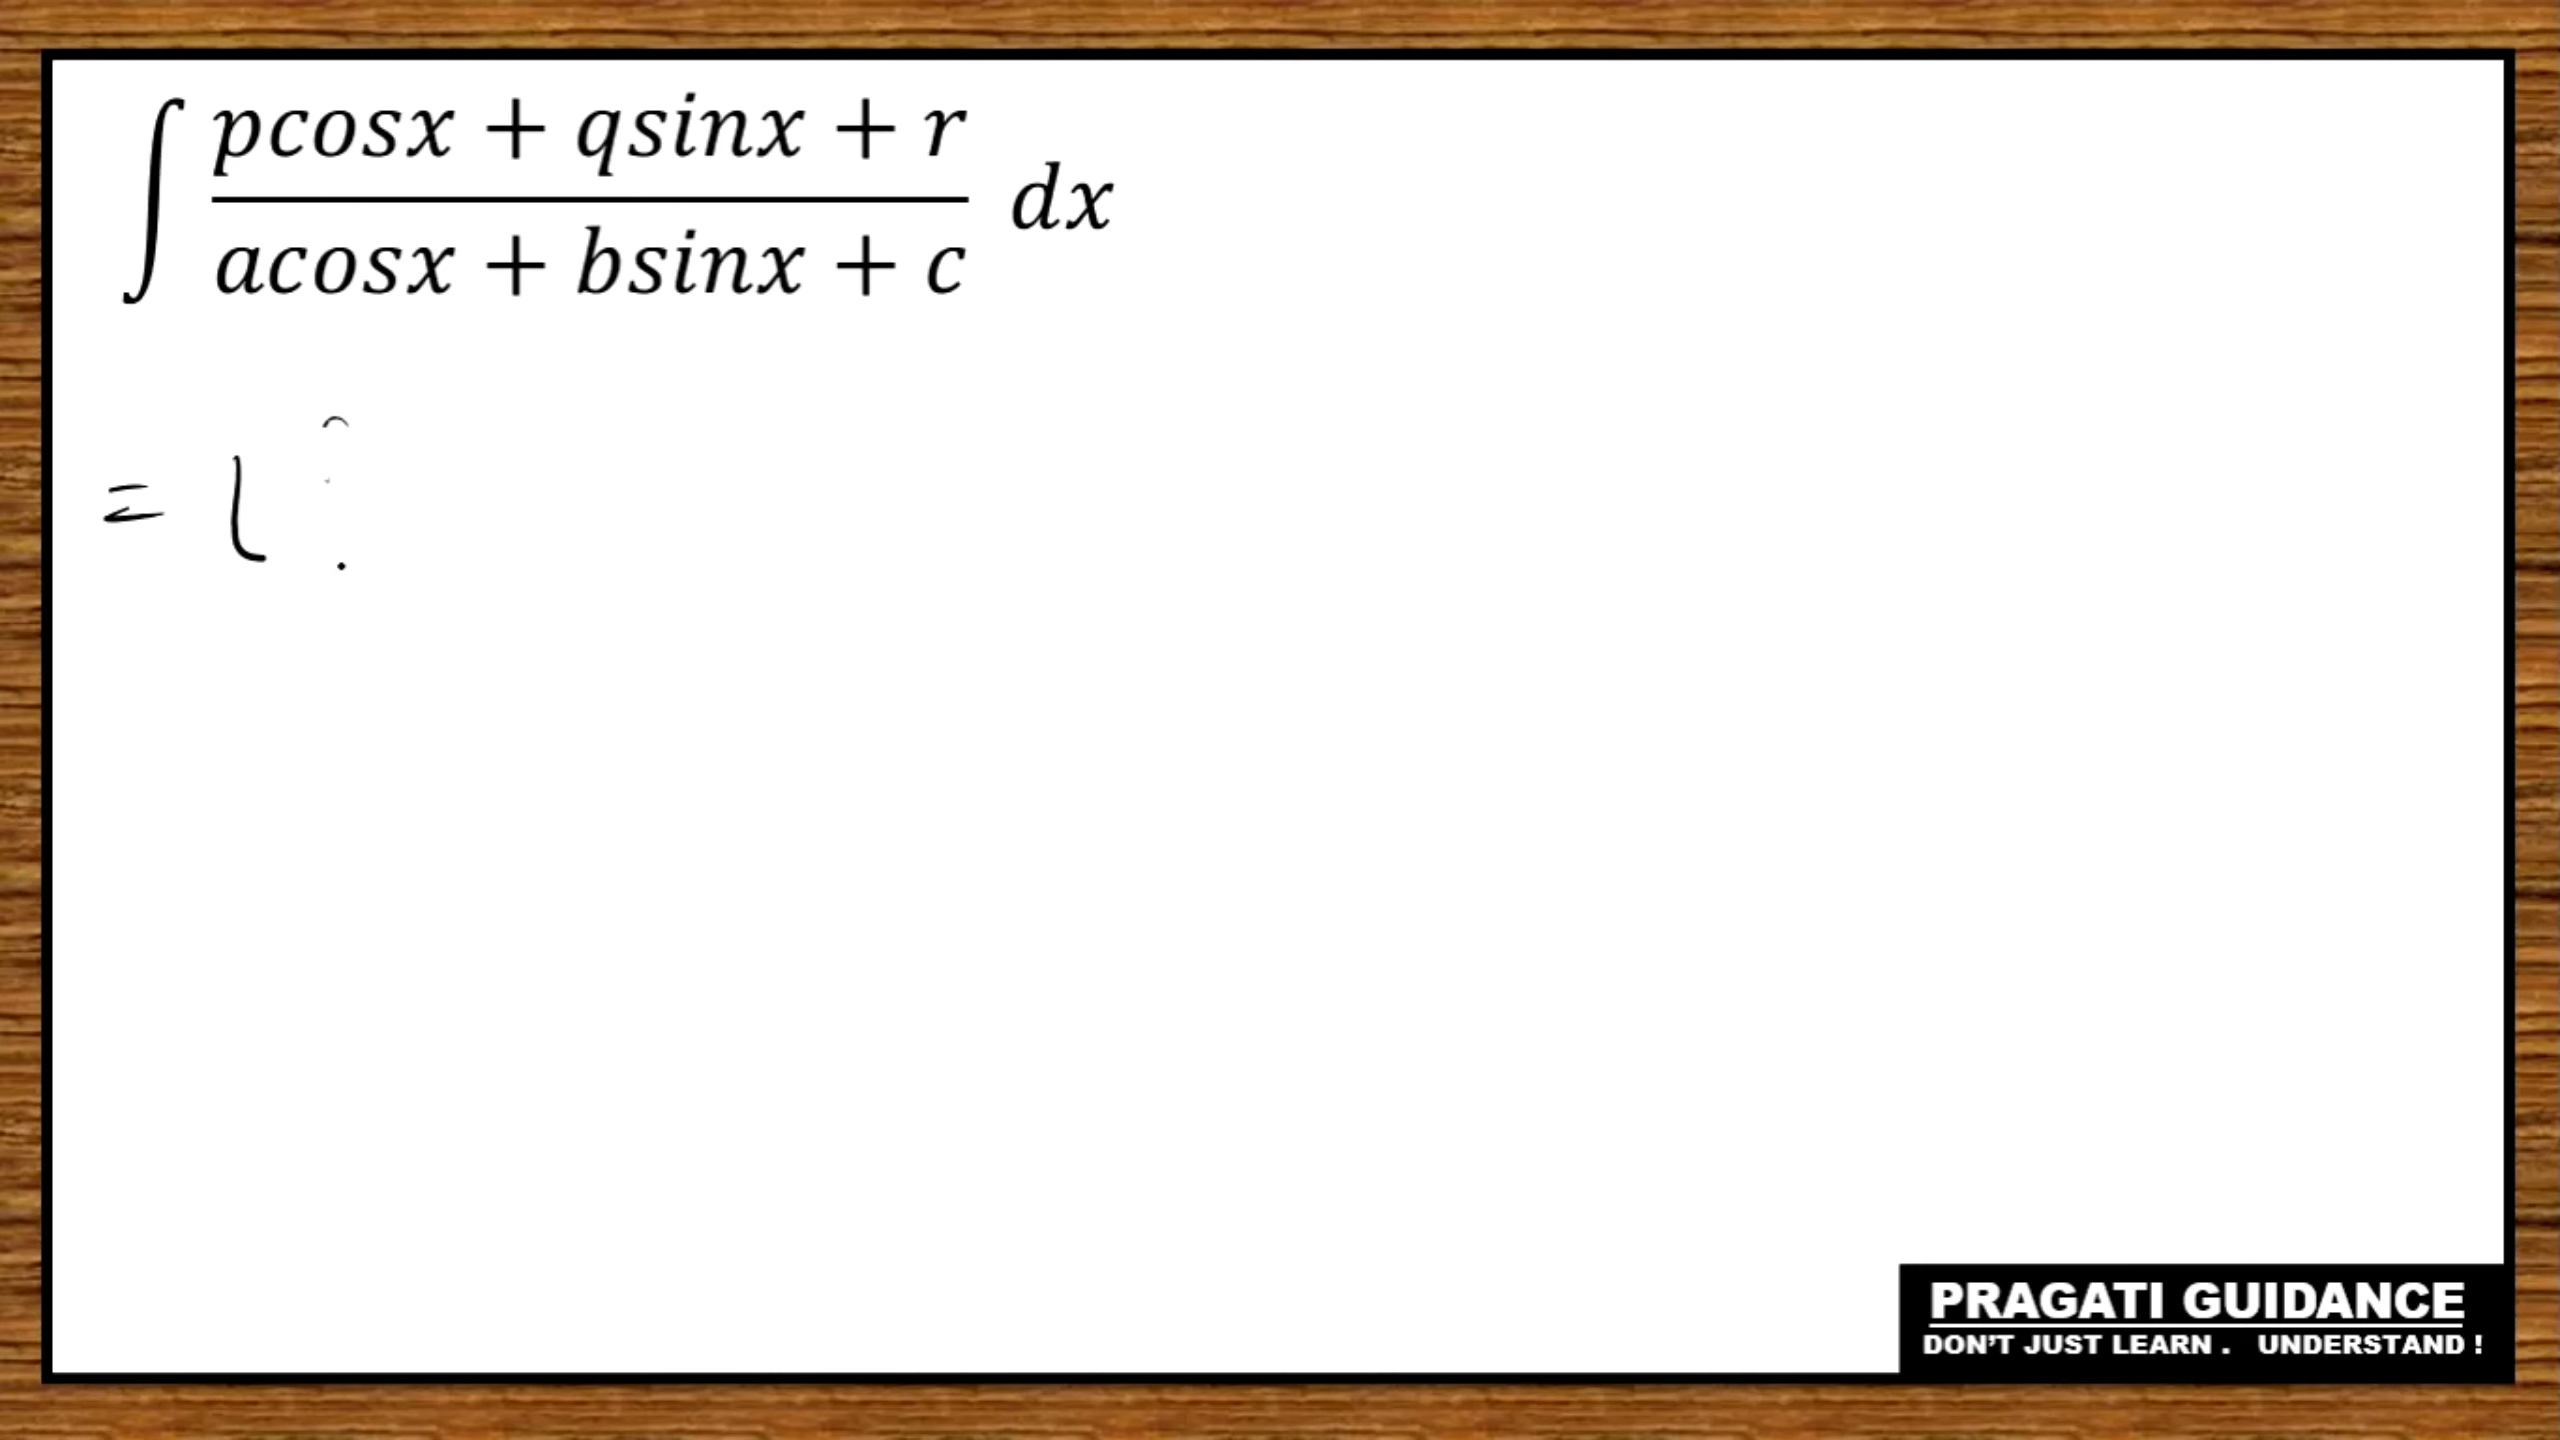 ∫ pcosx + qsinx + r / acosx + bsinx + c dx
= l
PRAGATI GUIDANCE
DON'T JUST LEARN . UNDERSTAND !